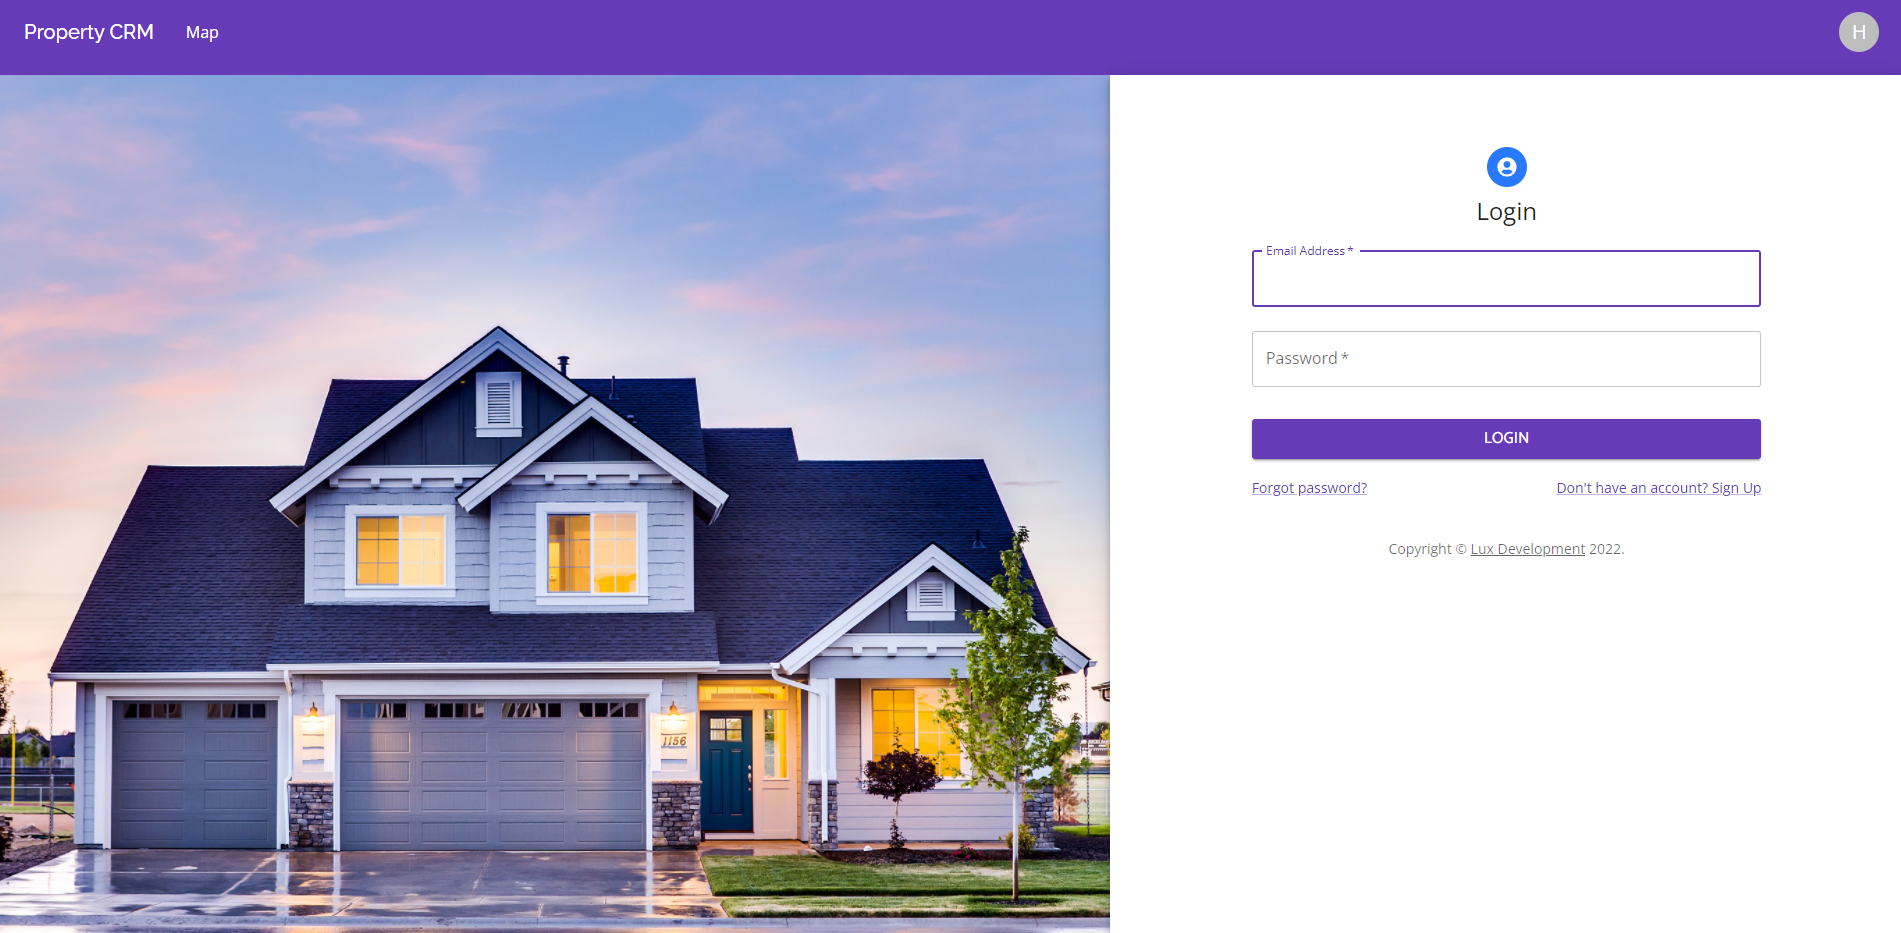 Property CRM Map H
Login
Email Address *
Password *
LOGIN
Forgot password? Don't have an account? Sign Up
Copyright © Lux Development 2022.
1156